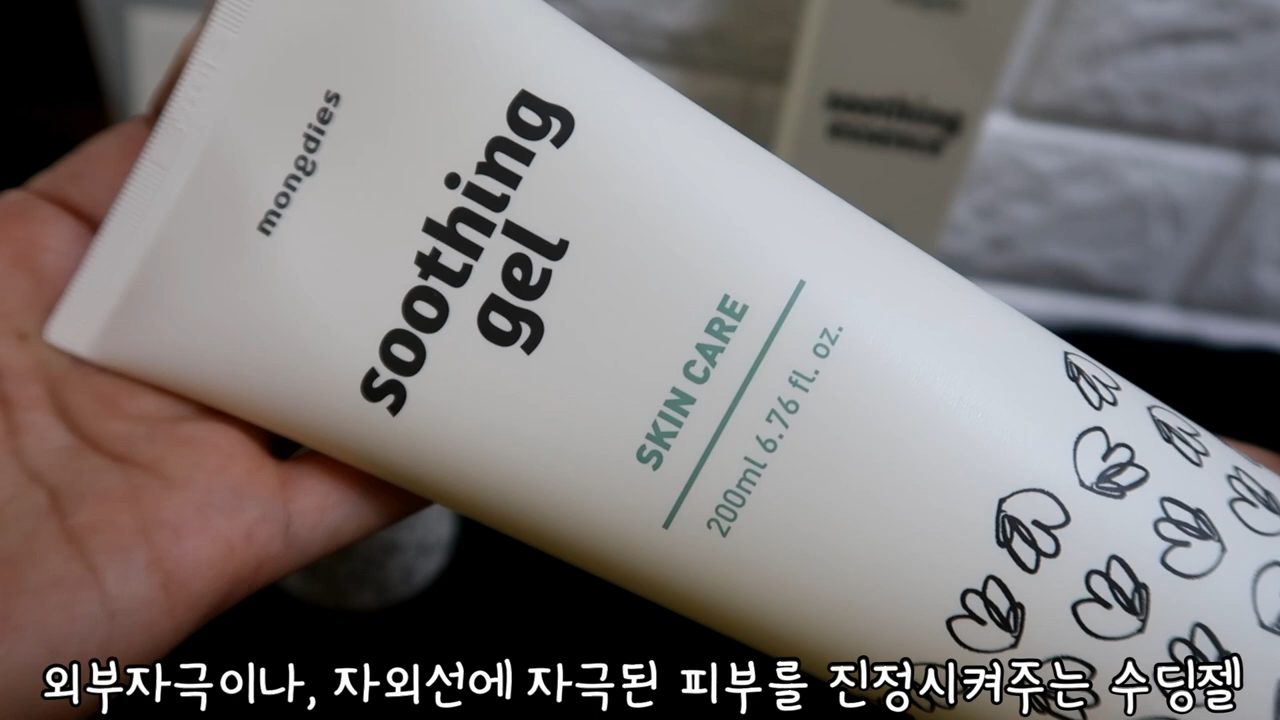 mongdies
soothing
gel
SKIN CARE
200ml 6.76 fl. oz.
soothing
외부자극이나, 자외선에 자극된 피부를 진정시켜주는 수딩젤